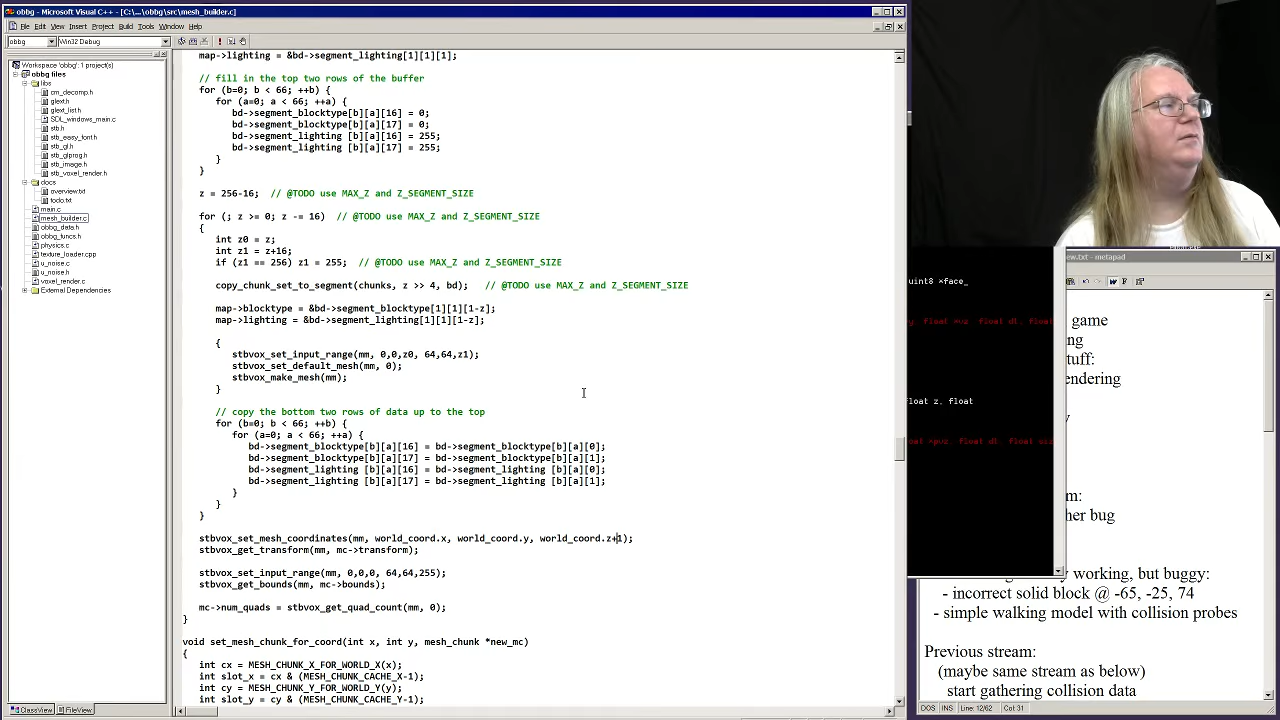 obbg - Microsoft Visual C++ - [C:\...\obbg\src\mesh_builder.c]
File Edit View Insert Project Build Tools Window Help
obbg
Win32 Debug
Workspace 'obbg': 1 project(s)
obbg files
libs
cm_decomp.h
glext.h
glext_list.h
SDL_windows_main.c
stb.h
stb_easy_font.h
stb_gl.h
stb_glprog.h
stb_image.h
stb_voxel_render.h
docs
overview.txt
todo.txt
main.c
mesh_builder.c
obbg_data.h
obbg_funcs.h
physics.c
texture_loader.cpp
u_noise.c
u_noise.h
voxel_render.c
External Dependencies
ClassView
FileView
map->lighting = &bd->segment_lighting[1][1][1];
// fill in the top two rows of the buffer
for (b=0; b < 66; ++b) {
for (a=0; a < 66; ++a) {
bd->segment_blocktype[b][a][16] = 0;
bd->segment_blocktype[b][a][17] = 0;
bd->segment_lighting [b][a][16] = 255;
bd->segment_lighting [b][a][17] = 255;
}
}
z = 256-16;  // @TODO use MAX_Z and Z_SEGMENT_SIZE
for (; z >= 0; z -= 16)  // @TODO use MAX_Z and Z_SEGMENT_SIZE
{
int z0 = z;
int z1 = z+16;
if (z1 == 256) z1 = 255;  // @TODO use MAX_Z and Z_SEGMENT_SIZE
copy_chunk_set_to_segment(chunks, z >> 4, bd);   // @TODO use MAX_Z and Z_SEGMENT_SIZE
map->blocktype = &bd->segment_blocktype[1][1][1-z];
map->lighting = &bd->segment_lighting[1][1][1-z];
{
stbvox_set_input_range(mm, 0,0,z0, 64,64,z1);
stbvox_set_default_mesh(mm, 0);
stbvox_make_mesh(mm);
}
// copy the bottom two rows of data up to the top
for (b=0; b < 66; ++b) {
for (a=0; a < 66; ++a) {
bd->segment_blocktype[b][a][16] = bd->segment_blocktype[b][a][0];
bd->segment_blocktype[b][a][17] = bd->segment_blocktype[b][a][1];
bd->segment_lighting [b][a][16] = bd->segment_lighting [b][a][0];
bd->segment_lighting [b][a][17] = bd->segment_lighting [b][a][1];
}
}
}
stbvox_set_mesh_coordinates(mm, world_coord.x, world_coord.y, world_coord.z+1);
stbvox_get_transform(mm, mc->transform);
stbvox_set_input_range(mm, 0,0,0, 64,64,255);
stbvox_get_bounds(mm, mc->bounds);
mc->num_quads = stbvox_get_quad_count(mm, 0);
}
void set_mesh_chunk_for_coord(int x, int y, mesh_chunk *new_mc)
{
int cx = MESH_CHUNK_X_FOR_WORLD_X(x);
int slot_x = cx & (MESH_CHUNK_CACHE_X-1);
int cy = MESH_CHUNK_Y_FOR_WORLD_Y(y);
int slot_y = cy & (MESH_CHUNK_CACHE_Y-1);
uint8 *face_
float z, float
ew.txt - metapad
game
ng
stuff:
endering
y
m:
her bug
working, but buggy:
- incorrect solid block @ -65, -25, 74
- simple walking model with collision probes
Previous stream:
(maybe same stream as below)
start gathering collision data
DOS INS Line: 12/62 Col: 31